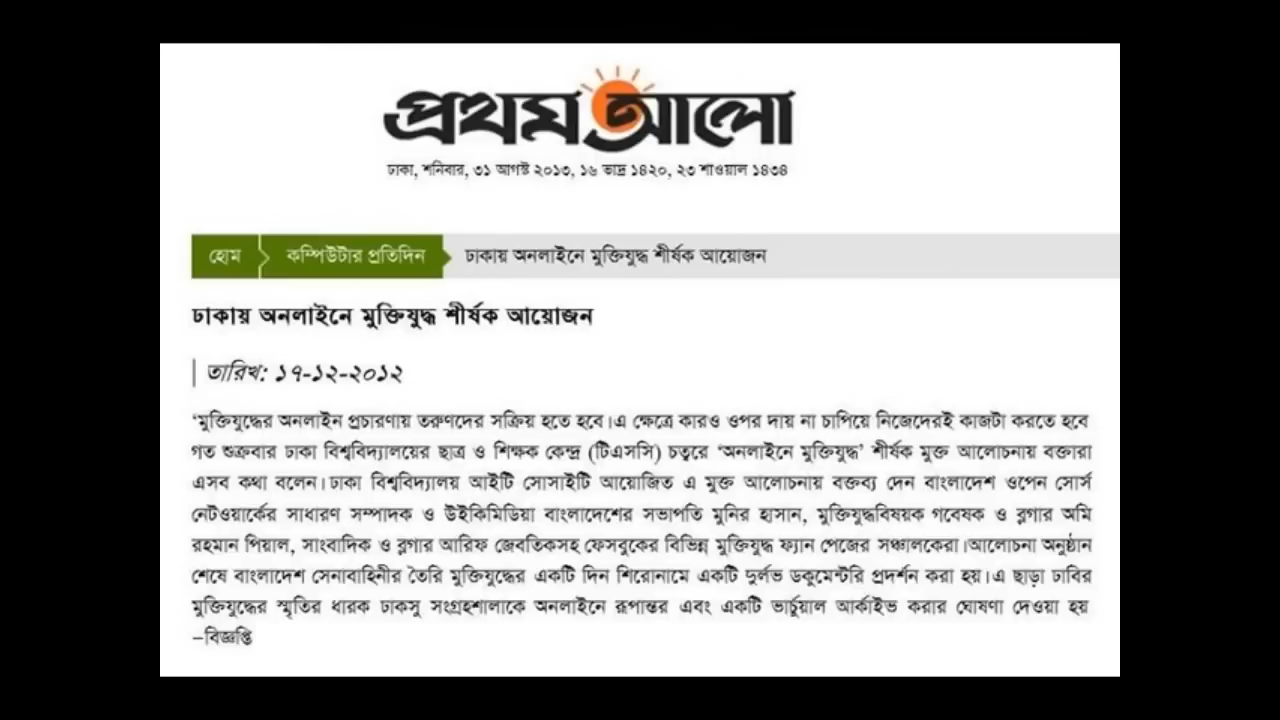 প্রথম আলো
ঢাকা, শনিবার, ৩১ আগস্ট ২০১৩, ১৬ ভাদ্র ১৪২০, ২৩ শাওয়াল ১৪৩৪
হোম কম্পিউটার প্রতিদিন ঢাকায় অনলাইনে মুক্তিযুদ্ধ শীর্ষক আয়োজন
ঢাকায় অনলাইনে মুক্তিযুদ্ধ শীর্ষক আয়োজন
| তারিখ: ১৭-১২-২০১২
‘মুক্তিযুদ্ধের অনলাইন প্রচারণায় তরুণদের সক্রিয় হতে হবে।এ ক্ষেত্রে কারও ওপর দায় না চাপিয়ে নিজেদেরই কাজটা করতে হবে
গত শুক্রবার ঢাকা বিশ্ববিদ্যালয়ের ছাত্র ও শিক্ষক কেন্দ্র (টিএসসি) চত্বরে ‘অনলাইনে মুক্তিযুদ্ধ’ শীর্ষক মুক্ত আলোচনায় বক্তারা
এসব কথা বলেন।ঢাকা বিশ্ববিদ্যালয় আইটি সোসাইটি আয়োজিত এ মুক্ত আলোচনায় বক্তব্য দেন বাংলাদেশ ওপেন সোর্স
নেটওয়ার্কের সাধারণ সম্পাদক ও উইকিমিডিয়া বাংলাদেশের সভাপতি মুনির হাসান, মুক্তিযুদ্ধবিষয়ক গবেষক ও ব্লগার অমি
রহমান পিয়াল, সাংবাদিক ও ব্লগার আরিফ জেবতিকসহ ফেসবুকের বিভিন্ন মুক্তিযুদ্ধ ফ্যান পেজের সঞ্চালকেরা।আলোচনা অনুষ্ঠান
শেষে বাংলাদেশ সেনাবাহিনীর তৈরি মুক্তিযুদ্ধের একটি দিন শিরোনামে একটি দুর্লভ ডকুমেন্টরি প্রদর্শন করা হয়।এ ছাড়া ঢাবির
মুক্তিযুদ্ধের স্মৃতির ধারক ঢাকসু সংগ্রহশালাকে অনলাইনে রূপান্তর এবং একটি ভার্চুয়াল আর্কাইভ করার ঘোষণা দেওয়া হয়
–বিজ্ঞপ্তি